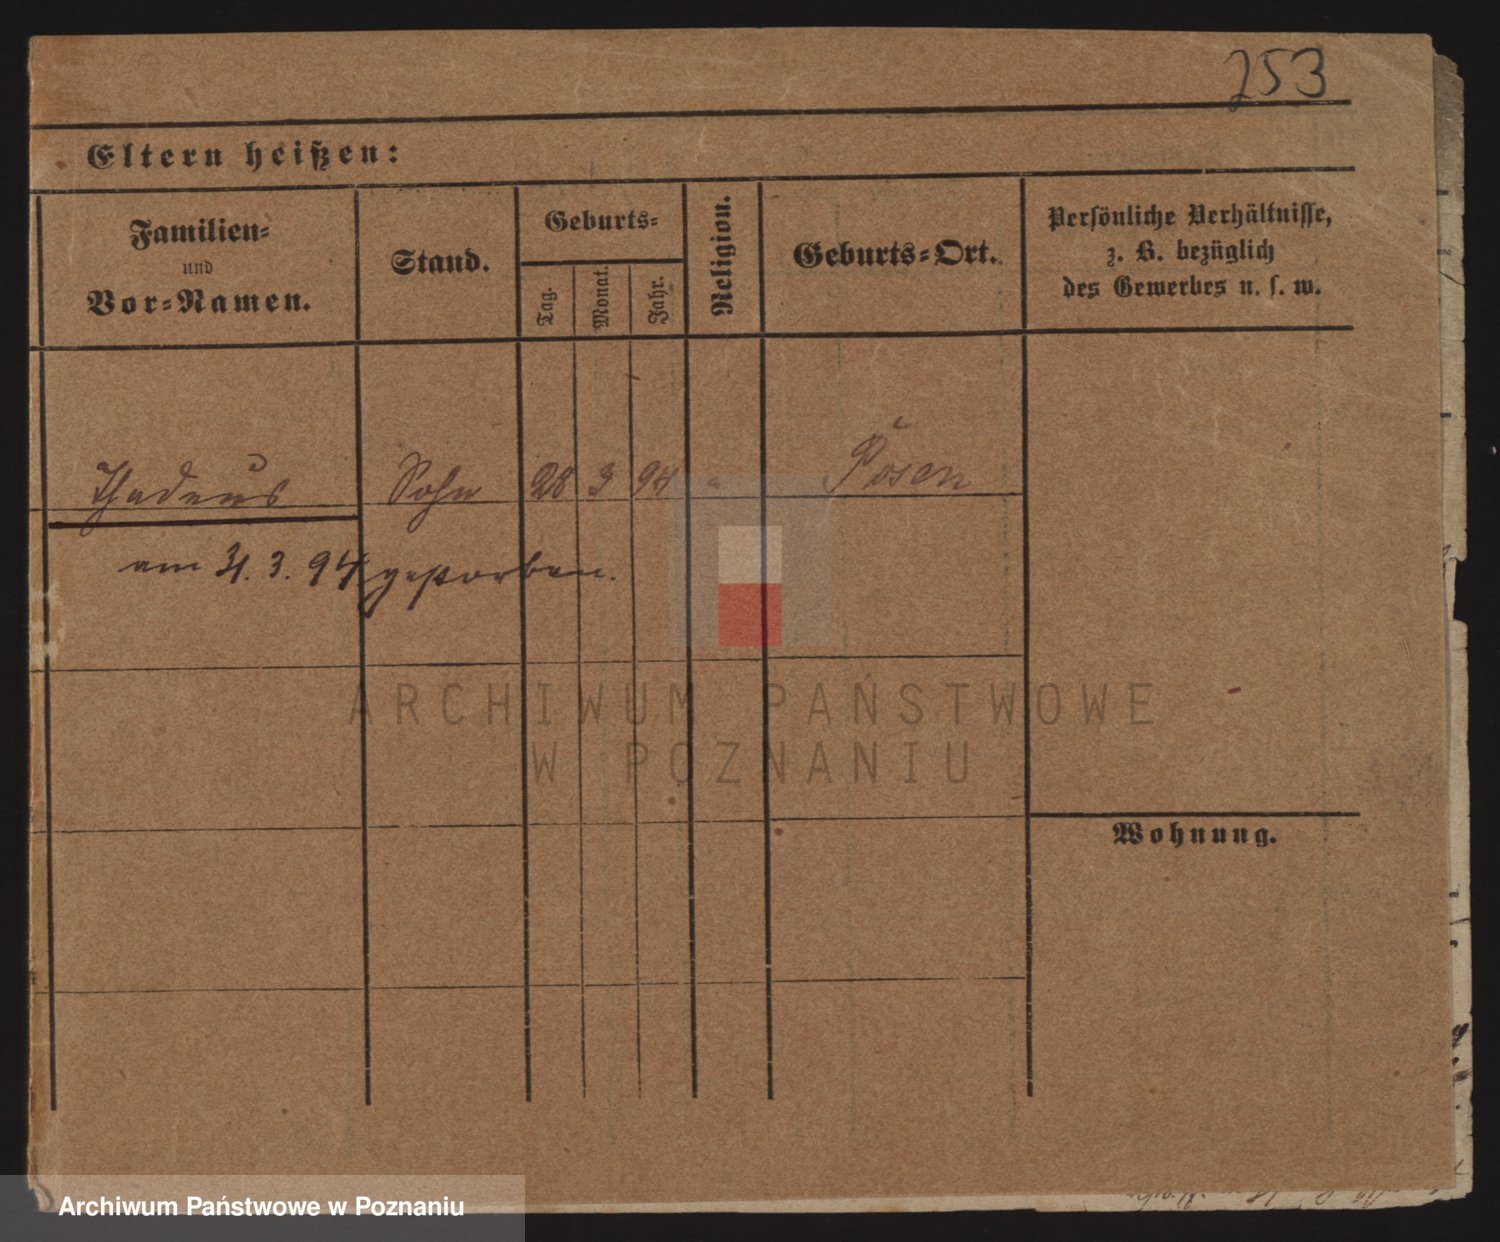 253
Eltern heißen:
Familien-
und
Vor-Namen.
Stand.
Geburts-
Tag.
Monat.
Jahr.
Religion.
Geburts-Ort.
Persönliche Verhältnisse,
z. B. bezüglich
des Gewerbes u. s. w.
Thadeus Sohn 28 3 94 " Posen
am 31. 3. 94. gestorben.
ARCHIWUM PAŃSTWOWE
W POZNANIU
Wohnung.
Archiwum Państwowe w Poznaniu